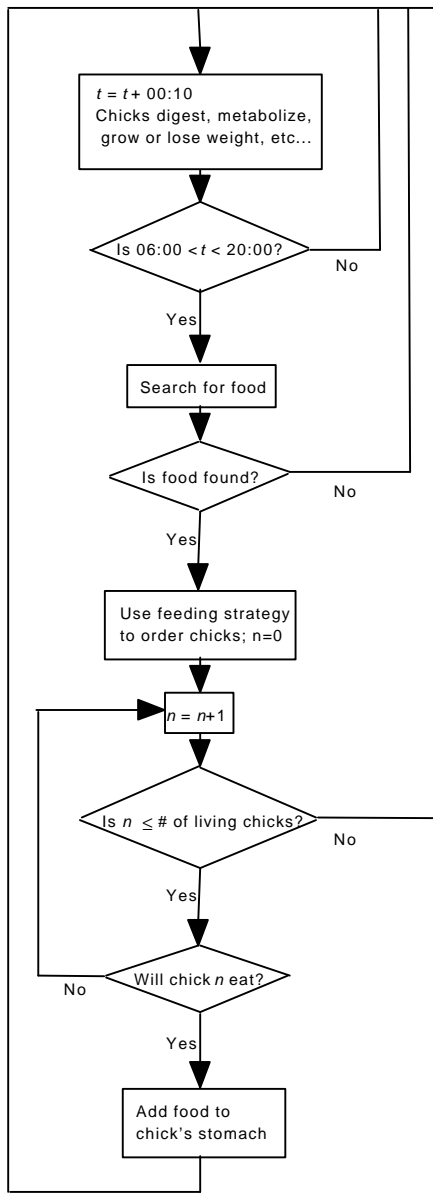 t = t + 00:10
Chicks digest, metabolize,
grow or lose weight, etc...
Is 06:00 < t < 20:00?
No
Yes
Search for food
Is food found?
No
Yes
Use feeding strategy
to order chicks; n=0
n = n+1
Is n ≤ # of living chicks?
No
Yes
Will chick n eat?
No
Yes
Add food to
chick's stomach